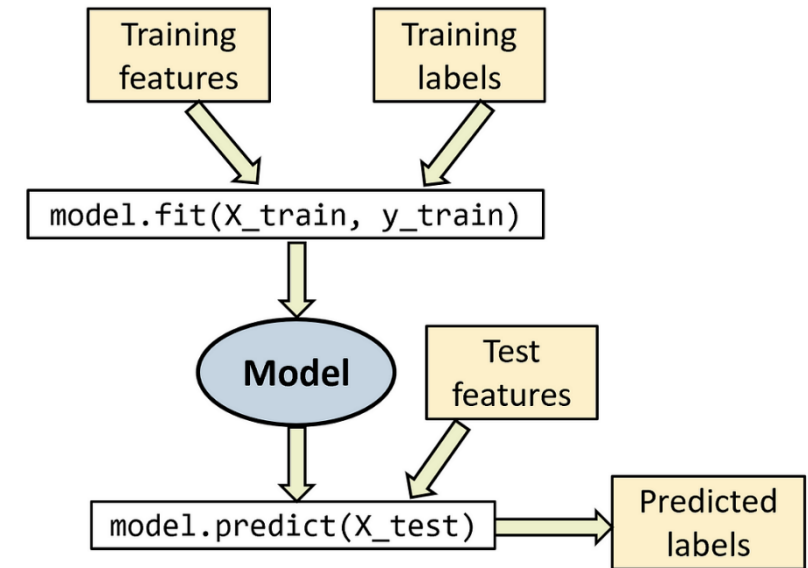 Training
features
Training
labels
model.fit(X_train, y_train)
Model
Test
features
model.predict(X_test)
Predicted
labels